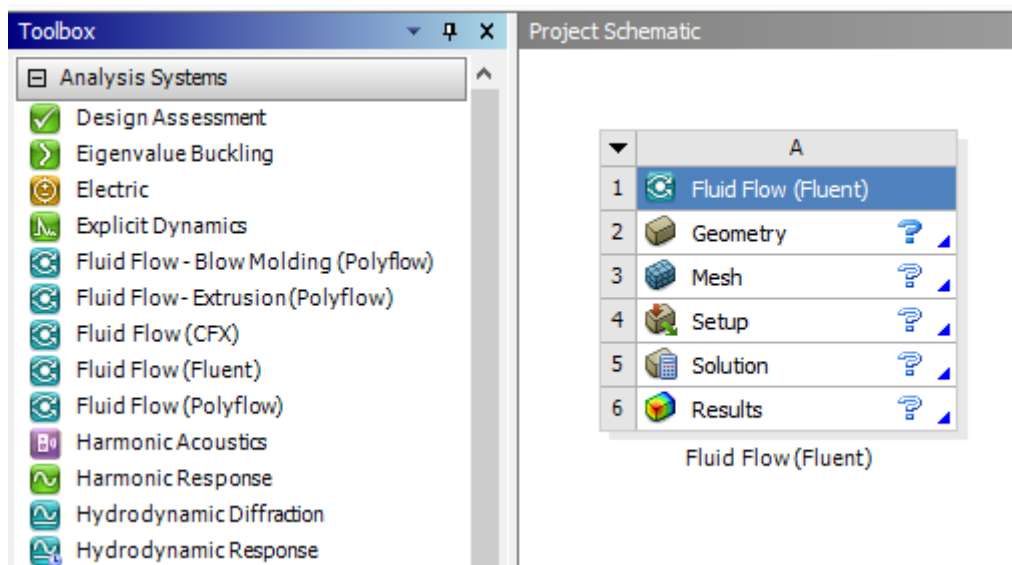 Toolbox
Analysis Systems
Design Assessment
Eigenvalue Buckling
Electric
Explicit Dynamics
Fluid Flow - Blow Molding (Polyflow)
Fluid Flow - Extrusion (Polyflow)
Fluid Flow (CFX)
Fluid Flow (Fluent)
Fluid Flow (Polyflow)
Harmonic Acoustics
Harmonic Response
Hydrodynamic Diffraction
Hydrodynamic Response
Project Schematic
A
1 Fluid Flow (Fluent)
2 Geometry ?
3 Mesh ?
4 Setup ?
5 Solution ?
6 Results ?
Fluid Flow (Fluent)